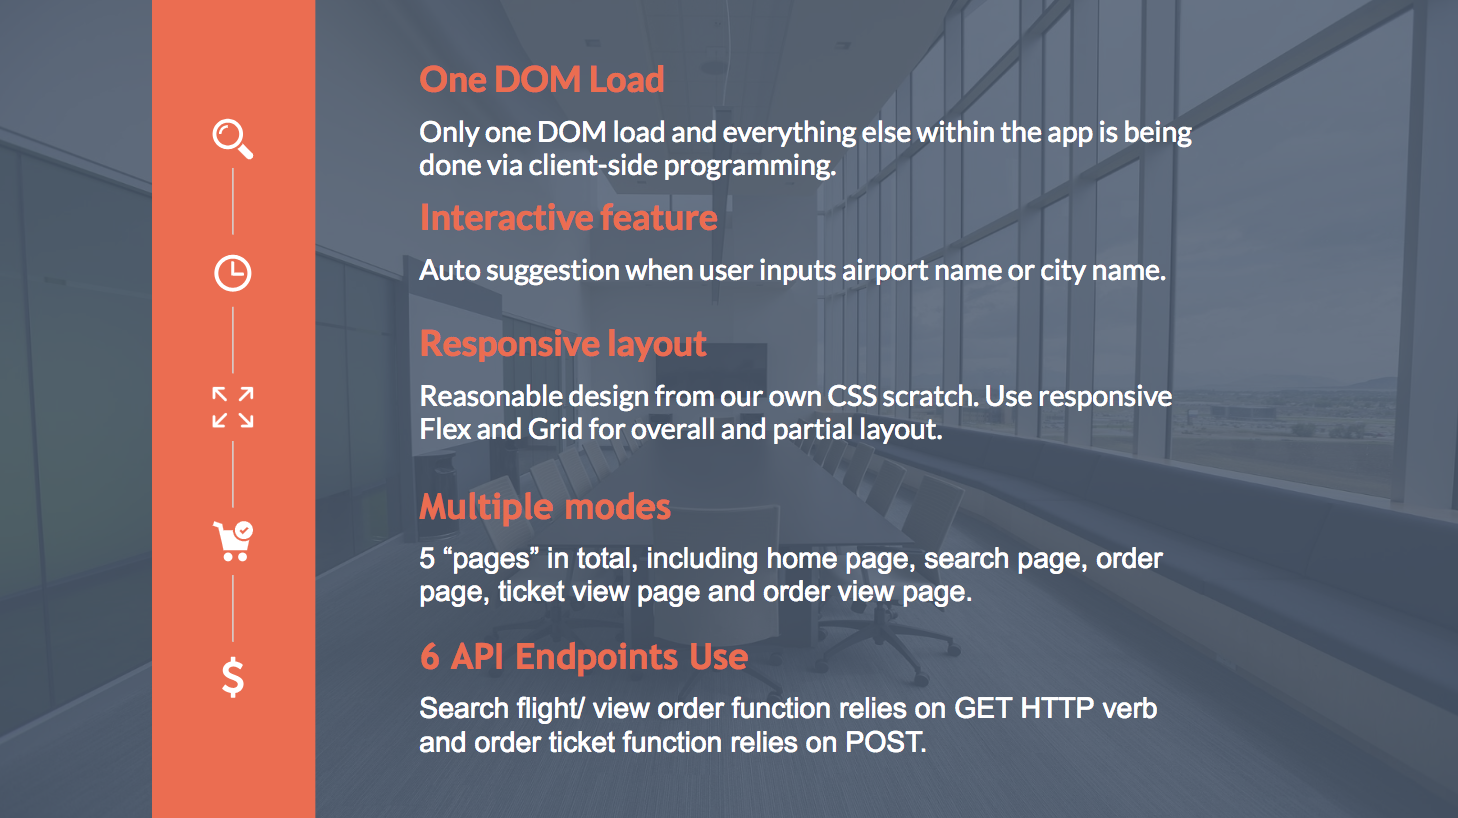 One DOM Load
Only one DOM load and everything else within the app is being
done via client-side programming.
Interactive feature
Auto suggestion when user inputs airport name or city name.
Responsive layout
Reasonable design from our own CSS scratch. Use responsive
Flex and Grid for overall and partial layout.
Multiple modes
5 “pages” in total, including home page, search page, order
page, ticket view page and order view page.
6 API Endpoints Use
Search flight/ view order function relies on GET HTTP verb
and order ticket function relies on POST.